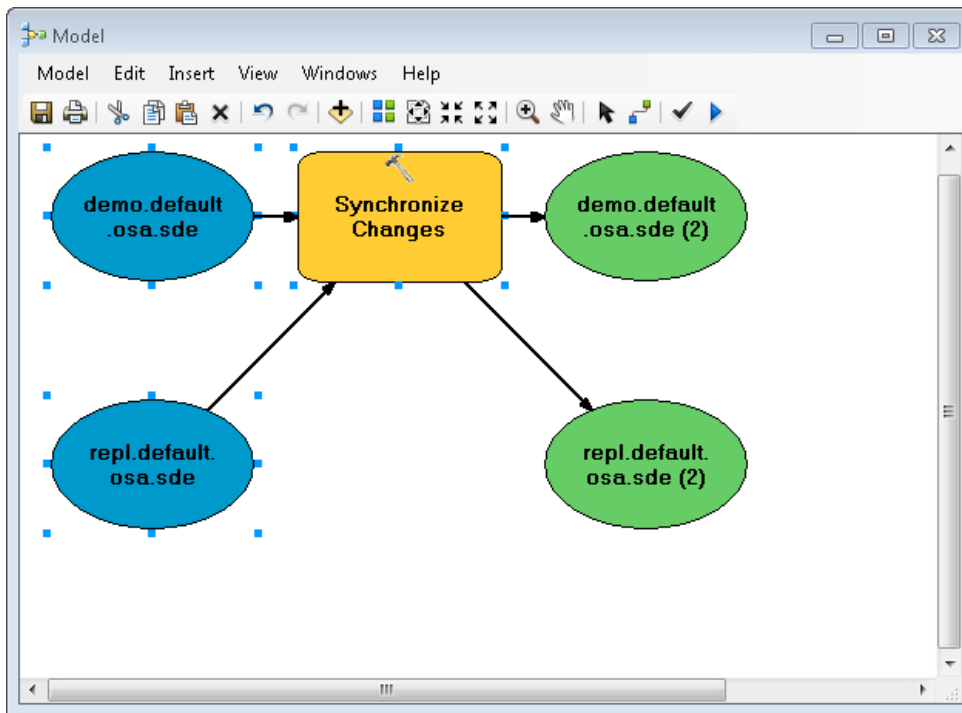 Model
Model Edit Insert View Windows Help
demo.default
.osa.sde
Synchronize
Changes
demo.default
.osa.sde (2)
repl.default.
osa.sde
repl.default.
osa.sde (2)